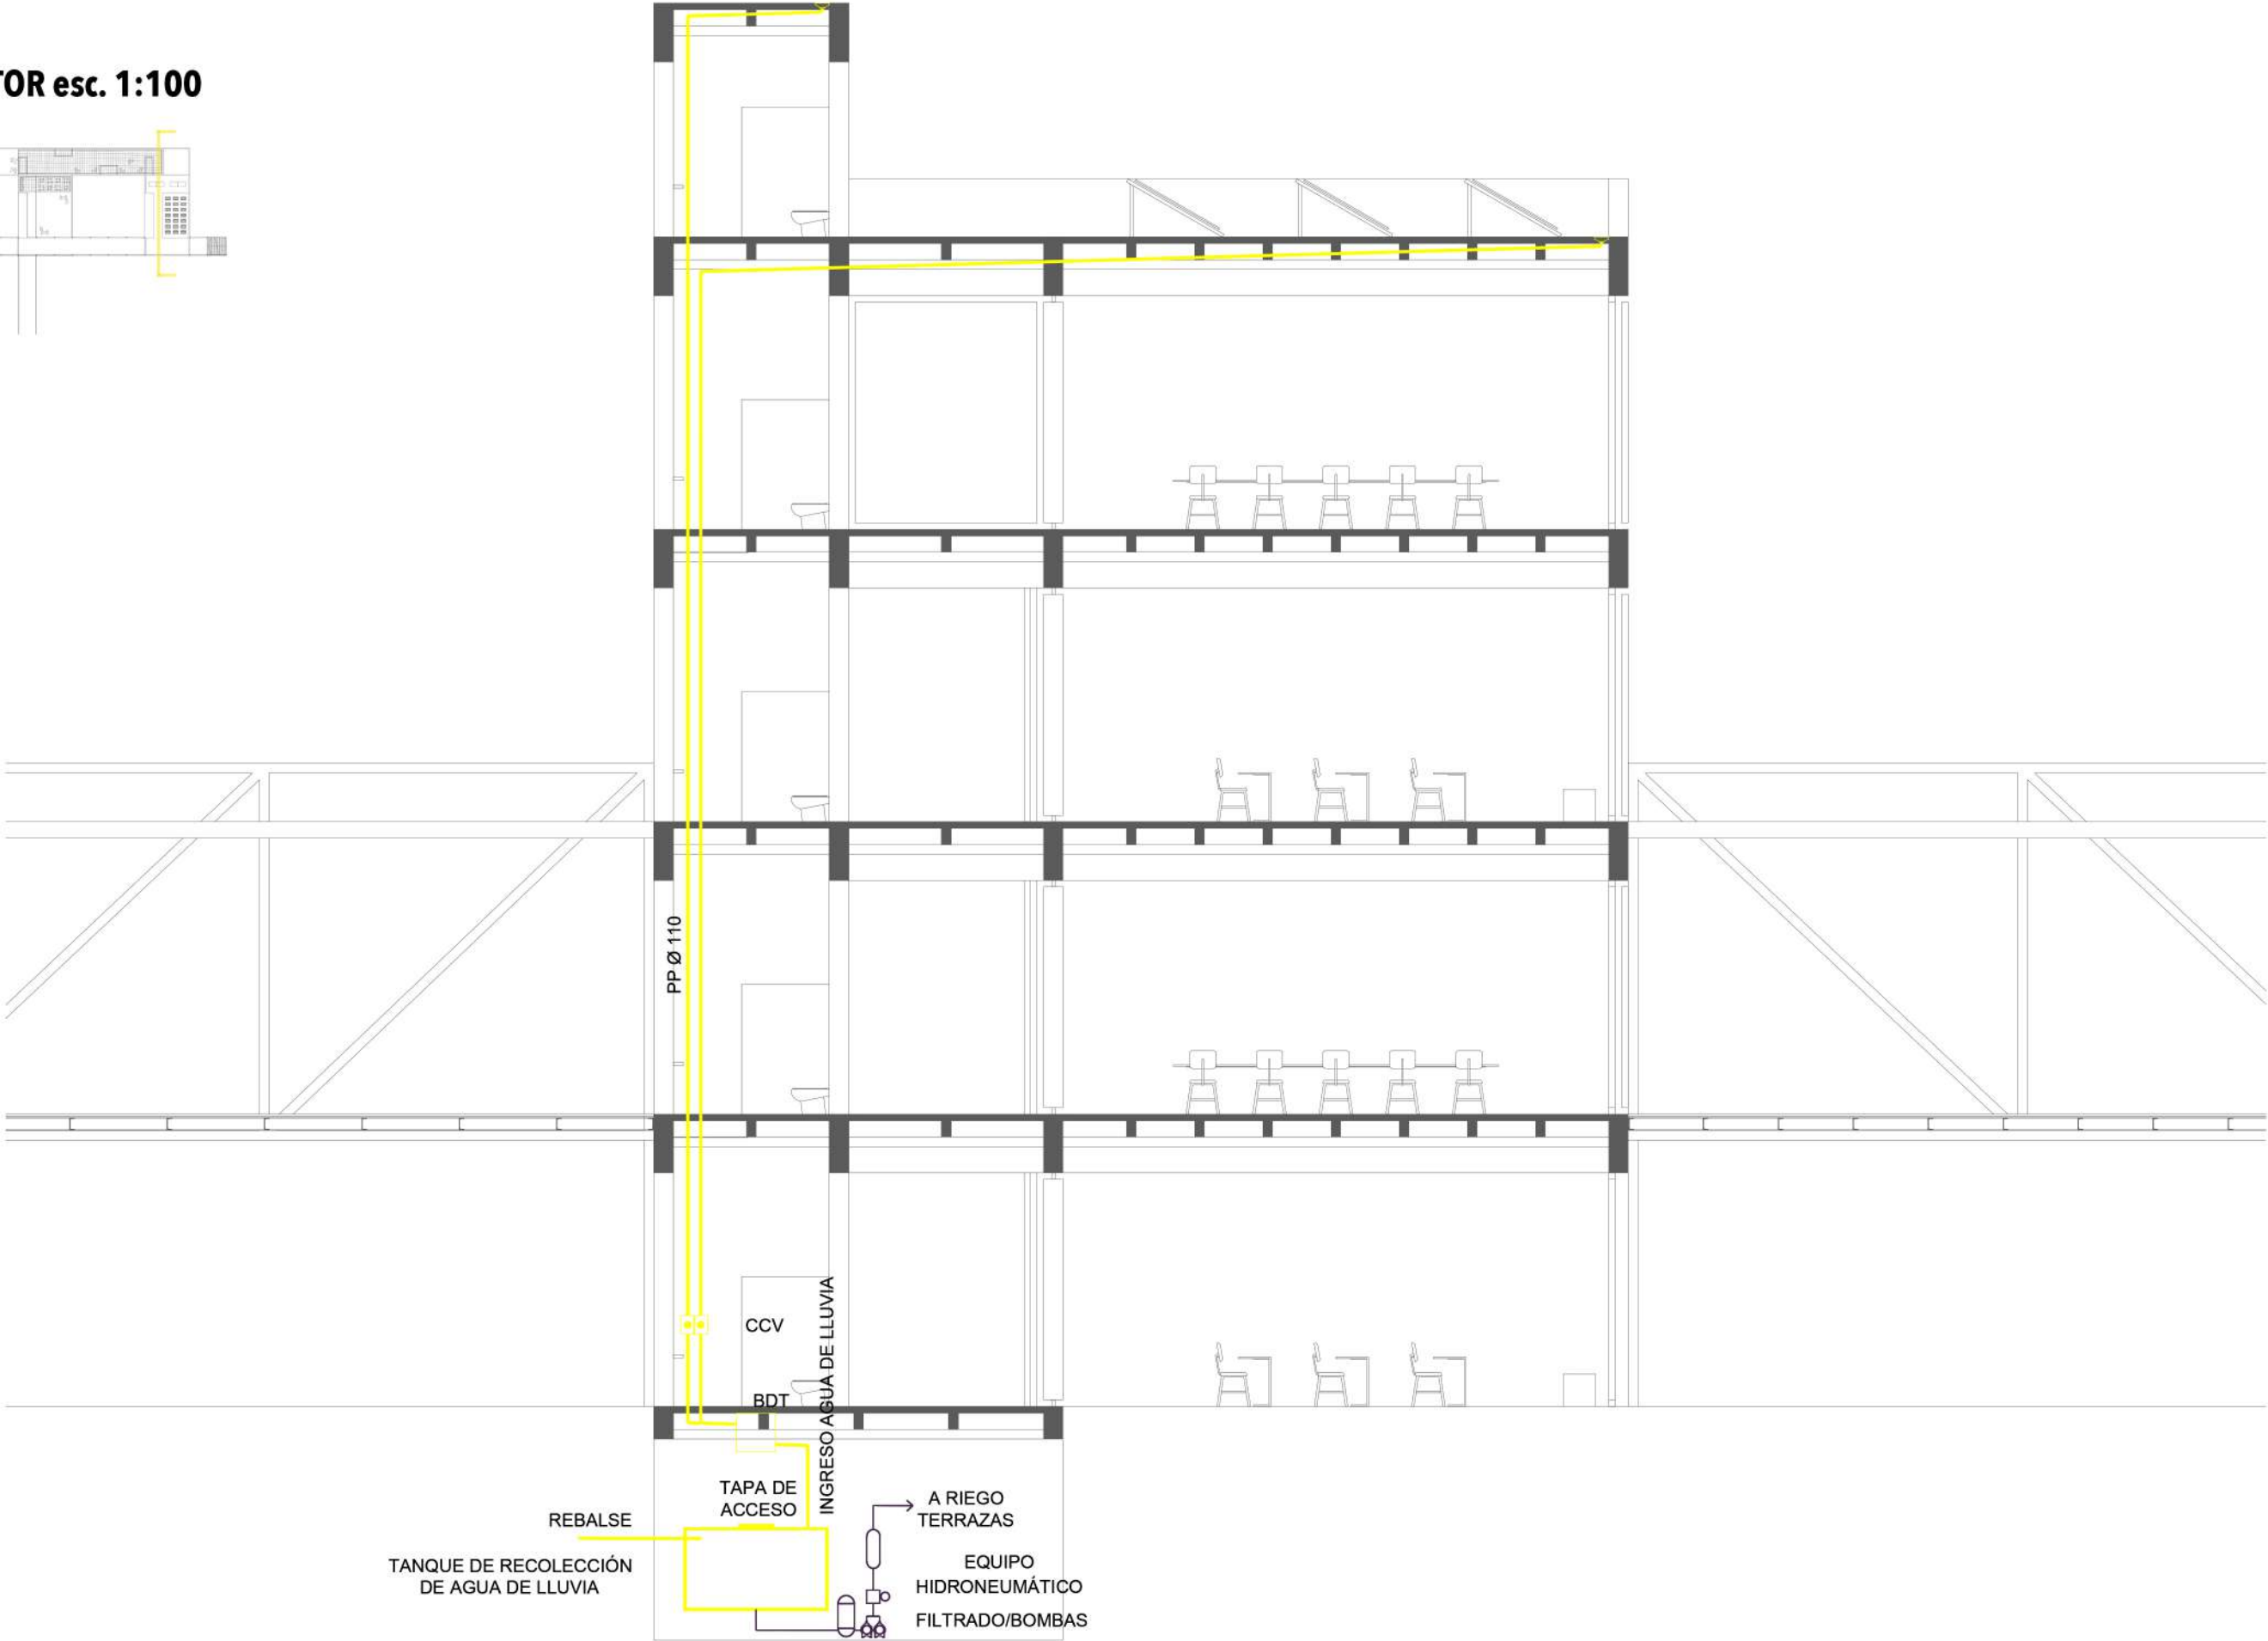 TOR esc. 1:100
PP Ø 110
CCV
BDT
INGRESO AGUA DE LLUVIA
TAPA DE
ACCESO
REBALSE
TANQUE DE RECOLECCIÓN
DE AGUA DE LLUVIA
A RIEGO
TERRAZAS
EQUIPO
HIDRONEUMÁTICO
FILTRADO/BOMBAS